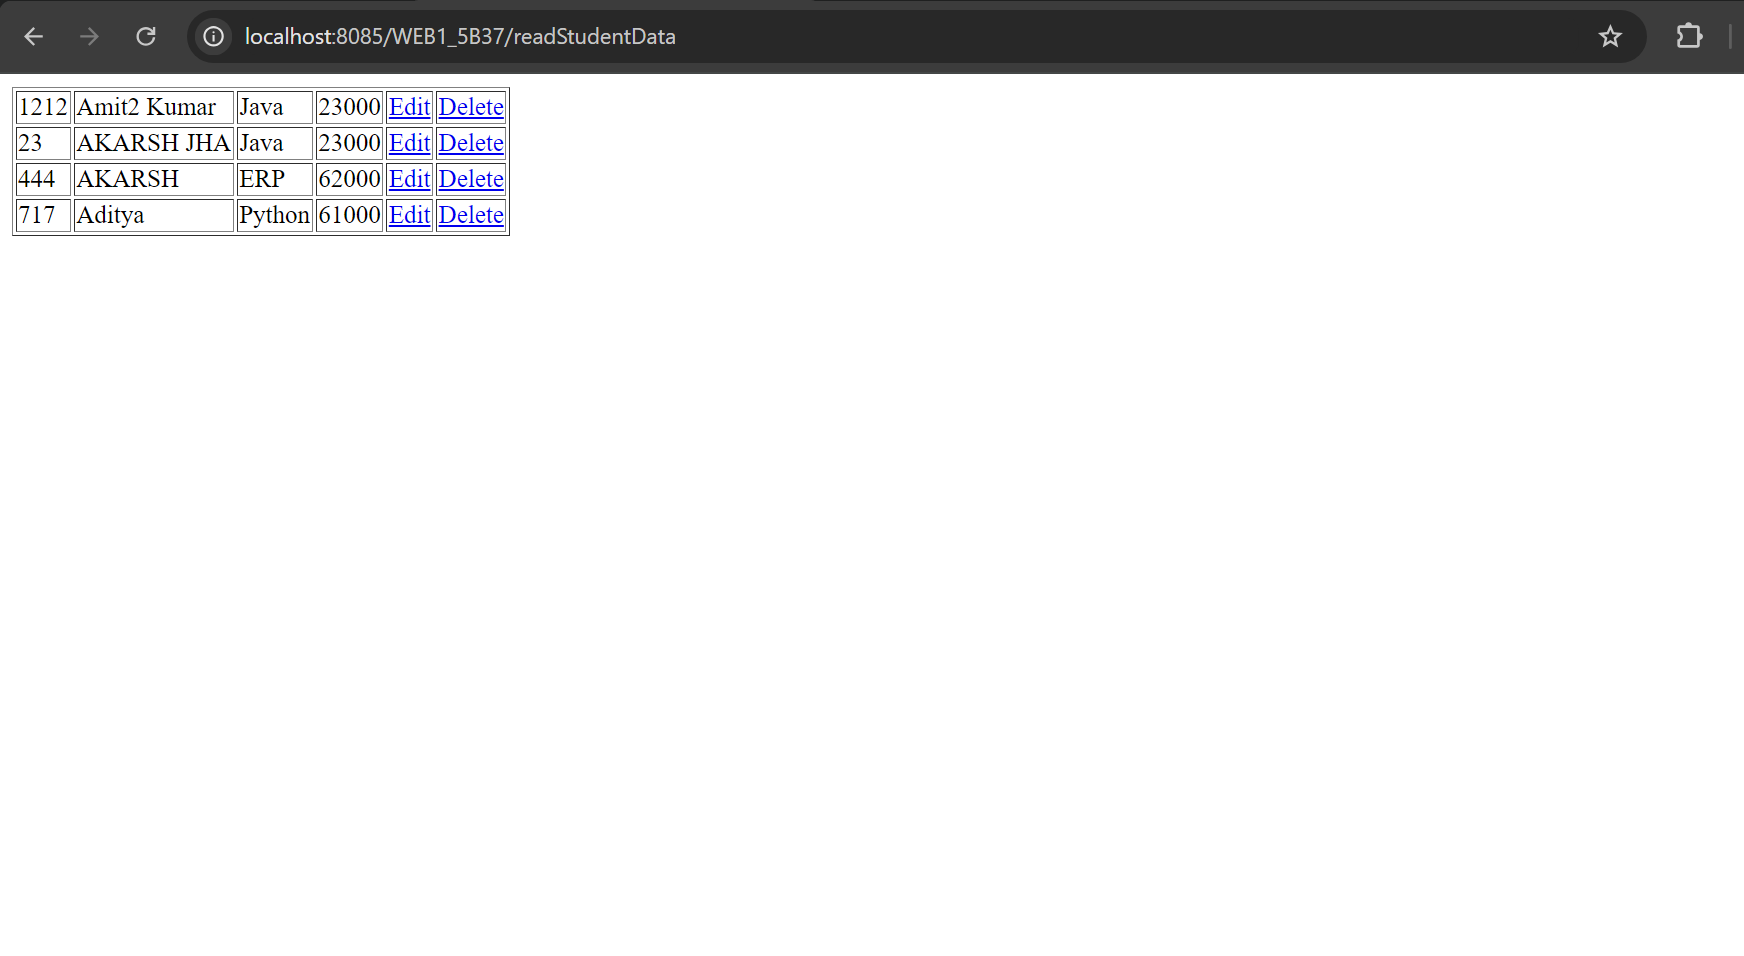 localhost:8085/WEB1_5B37/readStudentData
1212 Amit2 Kumar Java 23000 Edit Delete
23 AKARSH JHA Java 23000 Edit Delete
444 AKARSH ERP 62000 Edit Delete
717 Aditya Python 61000 Edit Delete